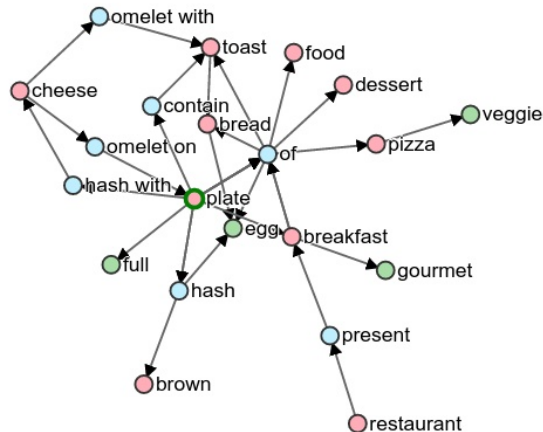 omelet with
toast
food
dessert
cheese
contain
bread
veggie
pizza
omelet on
of
hash with
plate
egg
breakfast
full
gourmet
hash
present
brown
restaurant